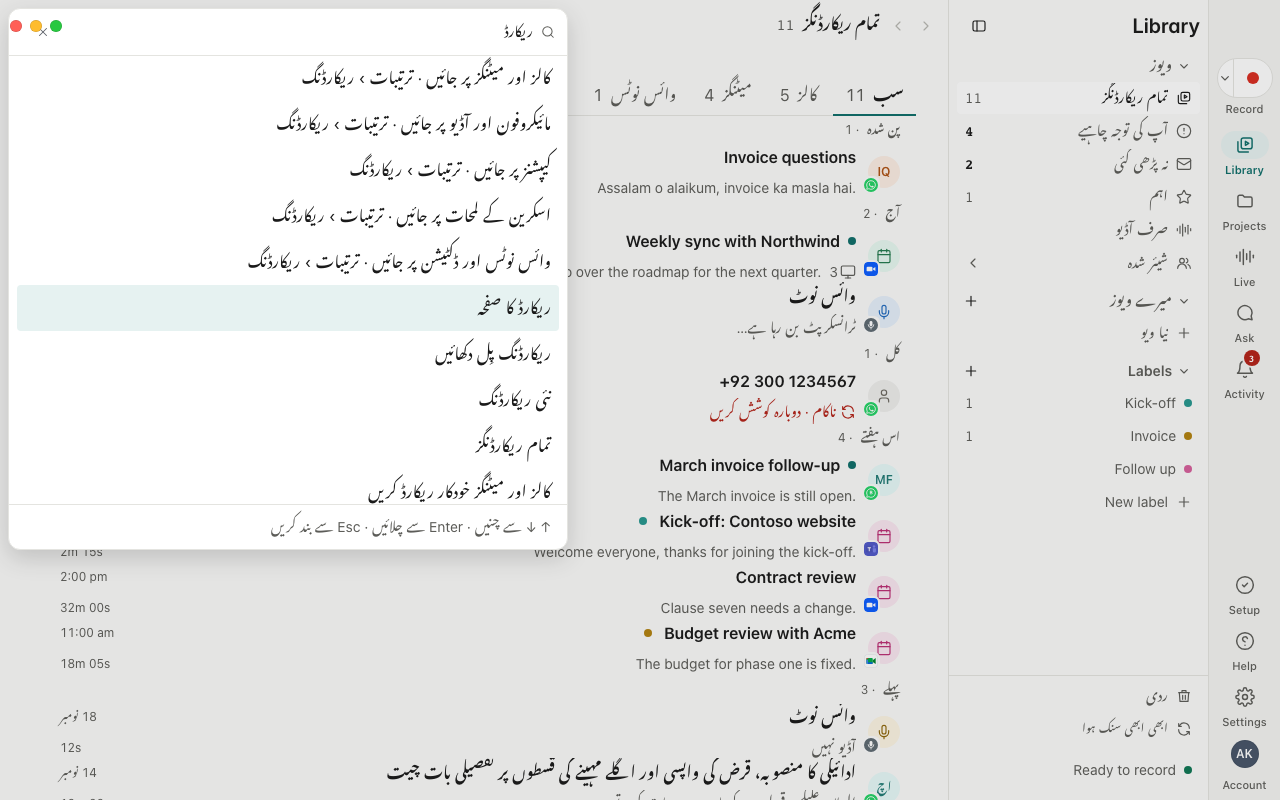 ریکارڈ
کالز اور میٹنگز پر جائیں · ترتیبات › ریکارڈنگ
مائیکروفون اور آڈیو پر جائیں · ترتیبات › ریکارڈنگ
کیپشنز پر جائیں · ترتیبات › ریکارڈنگ
اسکرین کے لمحات پر جائیں · ترتیبات › ریکارڈنگ
وائس نوٹس اور ڈکٹیشن پر جائیں · ترتیبات › ریکارڈنگ
ریکارڈ کا صفحہ
ریکارڈنگ پِل دکھائیں
نئی ریکارڈنگ
تمام ریکارڈنگز
کالز اور میٹنگز خودکار ریکارڈ کریں
↑ ↓ سے چنیں · Enter سے چلائیں · Esc سے بند کریں
تمام ریکارڈنگز 11
سب 11
کالز 5
میٹنگز 4
وائس نوٹس 1
پن شدہ · 1
IQ
Invoice questions
Assalam o alaikum, invoice ka masla hai.
آج · 2
Weekly sync with Northwind
o over the roadmap for the next quarter. 3
وائس نوٹ
ٹرانسکرپٹ بن رہا ہے...
کل · 1
+92 300 1234567
ناکام · دوبارہ کوشش کریں
اس ہفتے · 4
MF
March invoice follow-up
The March invoice is still open.
Kick-off: Contoso website
Welcome everyone, thanks for joining the kick-off.
2m 15s
Contract review
2:00 pm
Clause seven needs a change.
32m 00s
Budget review with Acme
11:00 am
The budget for phase one is fixed.
18m 05s
پہلے · 3
وائس نوٹ
18 نومبر
آڈیو نہیں
12s
اچ
ادائیگی کا منصوبہ، قرض کی واپسی اور اگلے مہینے کی قسطوں پر تفصیلی بات چیت
14 نومبر
Library
ویوز
تمام ریکارڈنگز 11
آپ کی توجہ چاہیے 4
نہ پڑھی گئی 2
اہم 1
صرف آڈیو
شیئر شدہ
میرے ویوز
نیا ویو
Labels
Kick-off 1
Invoice 1
Follow up
New label
ردی
ابھی ابھی سنک ہوا
Ready to record
Record
Library
Projects
Live
Ask
3
Activity
Setup
Help
Settings
AK
Account